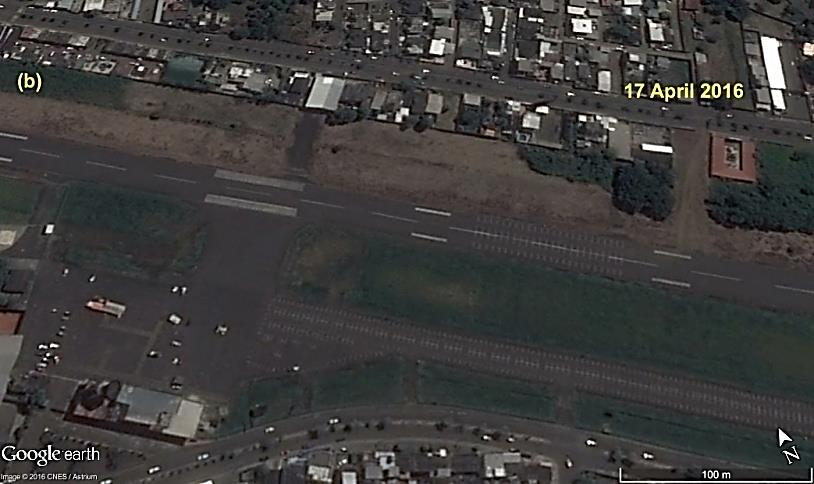 (b)
17 April 2016
N
Google earth
Image © 2016 CNES / Astrium
100 m